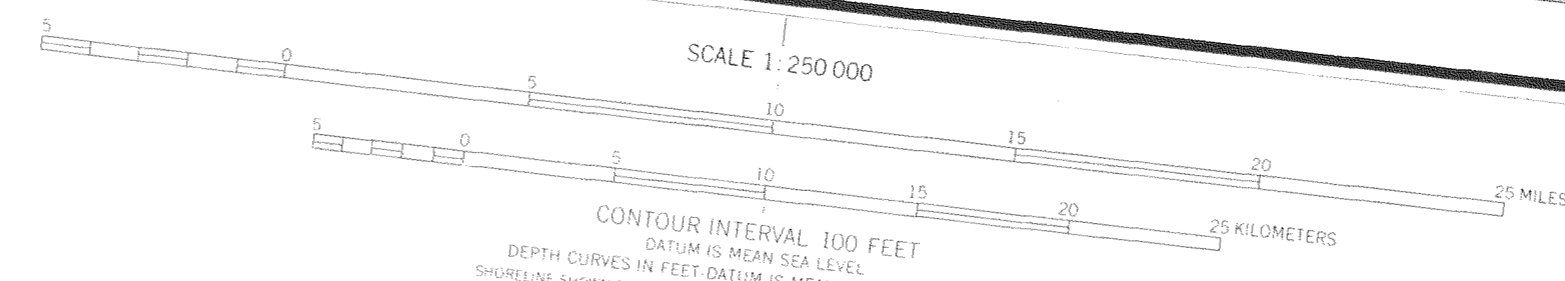 SCALE 1:250 000
5 0 5 10 15 20 25 MILES
5 0 5 10 15 20 25 KILOMETERS
CONTOUR INTERVAL 100 FEET
DATUM IS MEAN SEA LEVEL
DEPTH CURVES IN FEET-DATUM IS
SHORELINE